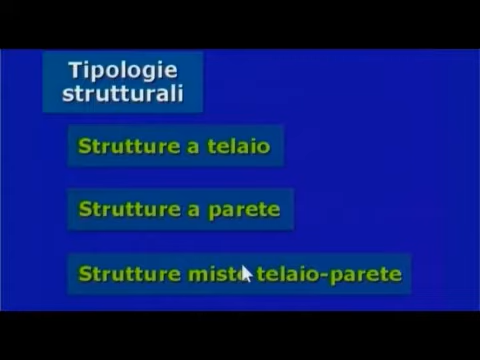 Tipologie
strutturali
Strutture a telaio
Strutture a parete
Strutture miste telaio-parete